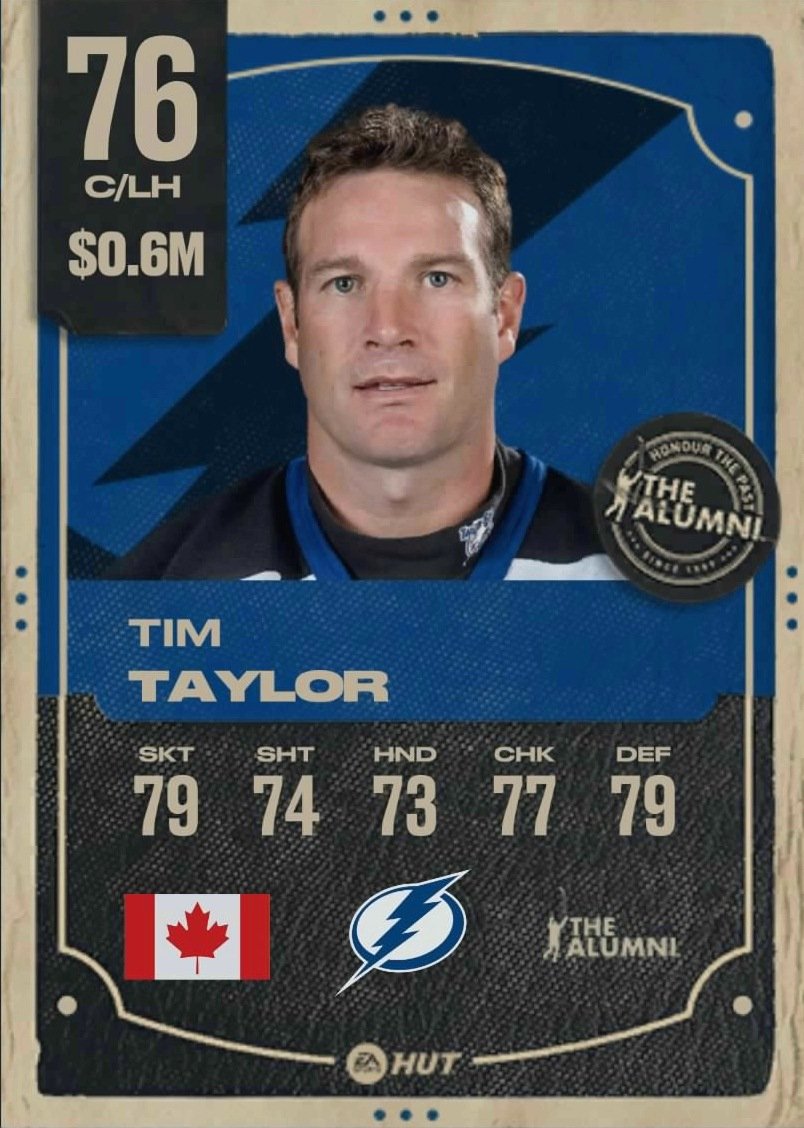 76
C/LH
$0.6M
HONOUR THE PAST
THE
ALUMNI
TIM
TAYLOR
SKT SHT HND CHK DEF
79 74 73 77 79
THE
ALUMNI
EA
HUT